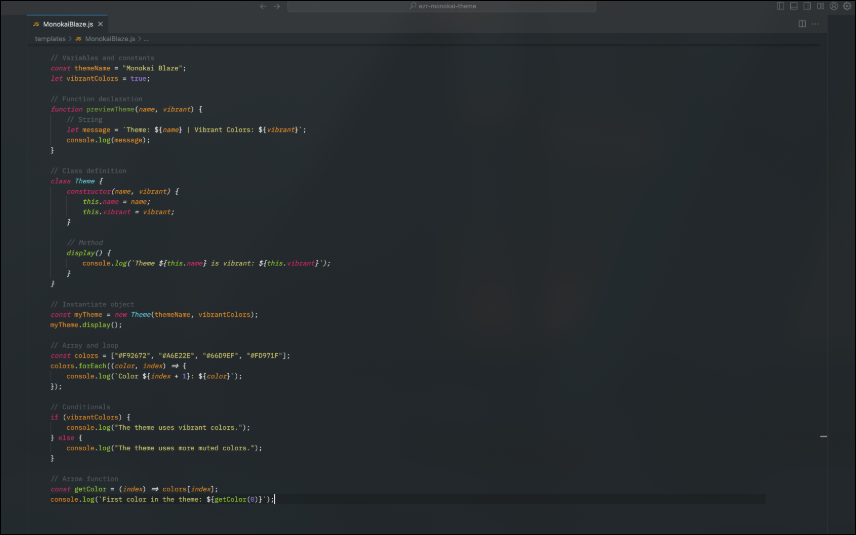 ezt-monokai-theme
JS MonokaiBlaze.js ×
templates > JS MonokaiBlaze.js > ...
// Variables and constants
const themeName = "Monokai Blaze";
let vibrantColors = true;
// Function declaration
function previewTheme(name, vibrant) {
// String
let message = `Theme: ${name} | Vibrant Colors: ${vibrant}`;
console.log(message);
}
// Class definition
class Theme {
constructor(name, vibrant) {
this.name = name;
this.vibrant = vibrant;
}
// Method
display() {
console.log(`Theme ${this.name} is vibrant: ${this.vibrant}`);
}
}
// Instantiate object
const myTheme = new Theme(themeName, vibrantColors);
myTheme.display();
// Array and loop
const colors = ["#F92672", "#A6E22E", "#66D9EF", "#FD971F"];
colors.forEach((color, index) => {
console.log(`Color ${index + 1}: ${color}`);
});
// Conditionals
if (vibrantColors) {
console.log("The theme uses vibrant colors.");
} else {
console.log("The theme uses more muted colors.");
}
// Arrow function
const getColor = (index) => colors[index];
console.log(`First color in the theme: ${getColor(0)}`);